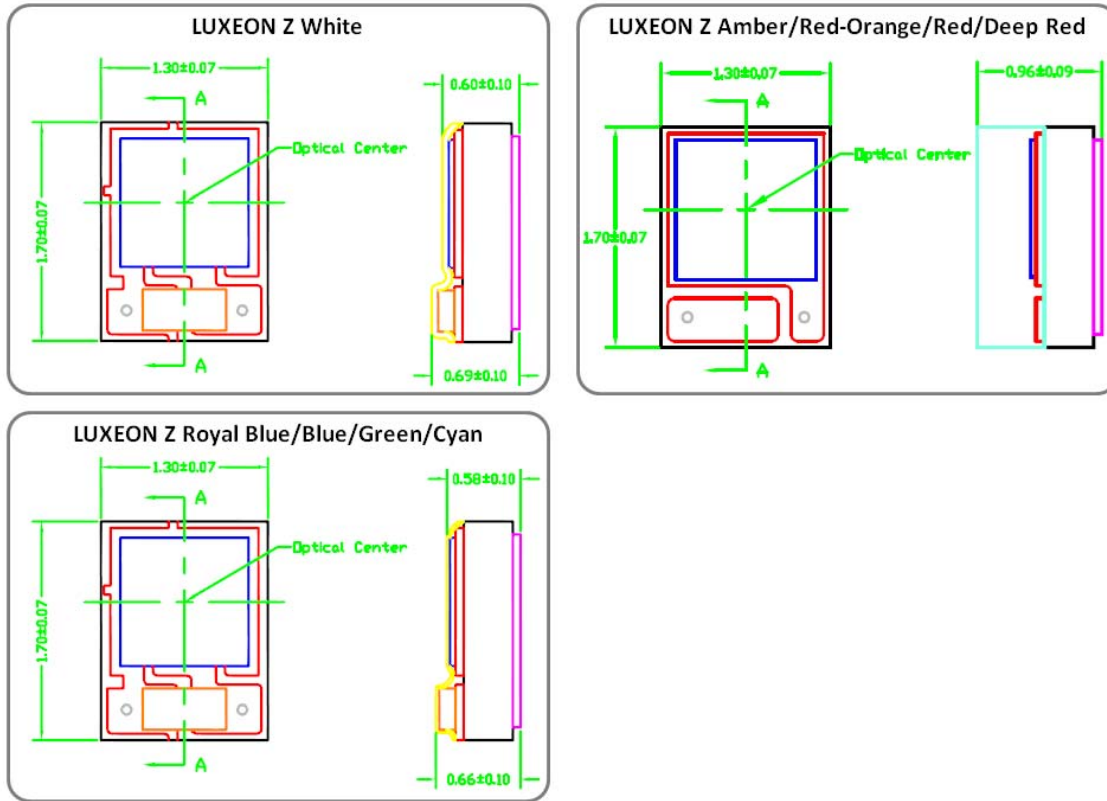 LUXEON Z White
1.30±0.07
A
0.60±0.10
Optical Center
1.70±0.07
A
0.69±0.10
LUXEON Z Amber/Red-Orange/Red/Deep Red
1.30±0.07
0.96±0.09
A
Optical Center
1.70±0.07
A
LUXEON Z Royal Blue/Blue/Green/Cyan
1.30±0.07
0.58±0.10
A
Optical Center
1.70±0.07
A
0.66±0.10